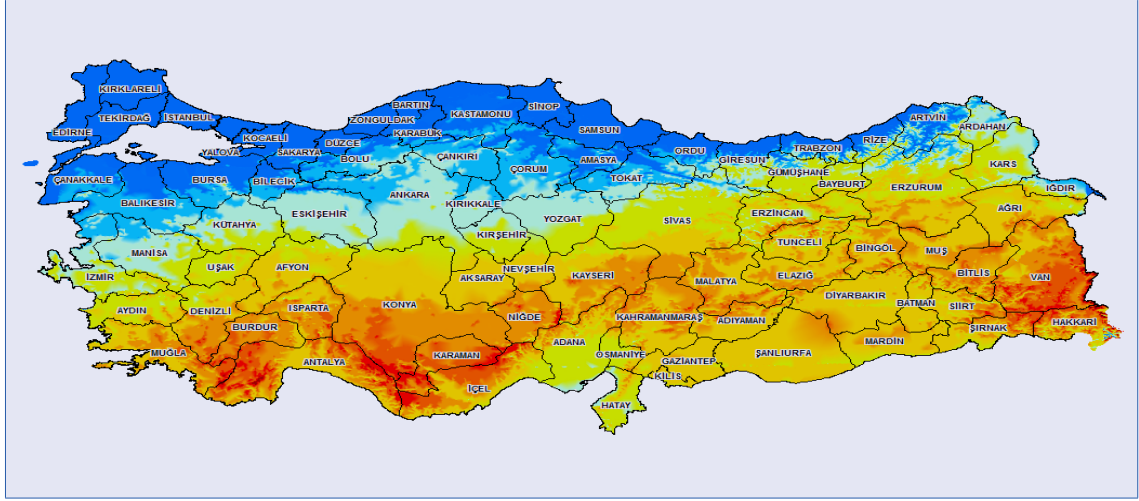 KIRKLARELİ
TEKİRDAĞ
İSTANBUL
EDİRNE
KOCAELİ
YALOVA
SAKARYA
DÜZCE
ZONGULDAK
BARTIN
KARABÜK
KASTAMONU
SİNOP
SAMSUN
ORDU
GİRESUN
TRABZON
RİZE
ARTVİN
ARDAHAN
KARS
IĞDIR
ÇANAKKALE
BURSA
BİLECİK
BOLU
ÇANKIRI
ÇORUM
AMASYA
TOKAT
GÜMÜŞHANE
BAYBURT
ERZURUM
AĞRI
BALIKESİR
KÜTAHYA
ESKİŞEHİR
ANKARA
KIRIKKALE
KIRŞEHİR
YOZGAT
SİVAS
ERZİNCAN
TUNCELİ
BİNGÖL
MUŞ
BİTLİS
VAN
MANİSA
İZMİR
UŞAK
AFYON
AKSARAY
NEVŞEHİR
KAYSERİ
MALATYA
ELAZIĞ
DİYARBAKIR
BATMAN
SİİRT
ŞIRNAK
HAKKARİ
AYDIN
DENİZLİ
ISPARTA
BURDUR
KONYA
NİĞDE
KAHRAMANMARAŞ
ADIYAMAN
MARDİN
MUĞLA
ANTALYA
KARAMAN
İÇEL
ADANA
OSMANİYE
GAZİANTEP
KİLİS
ŞANLIURFA
HATAY